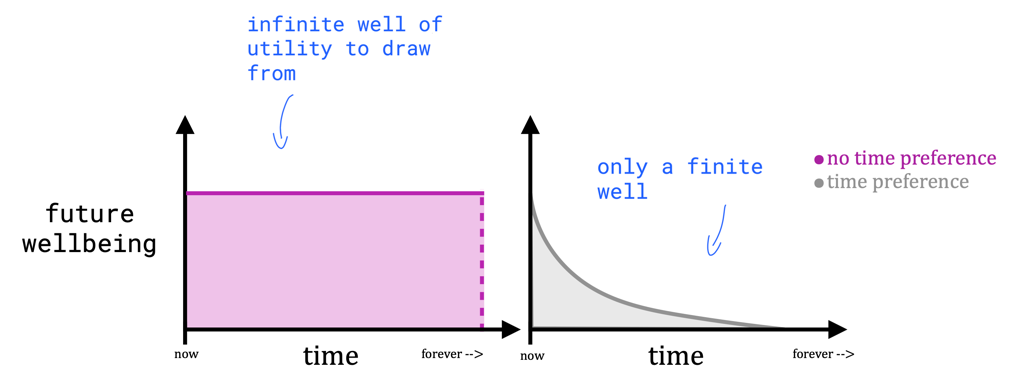 infinite well of
utility to draw
from
only a finite
well
no time preference
time preference
future
wellbeing
now
time
forever -->
now
time
forever -->